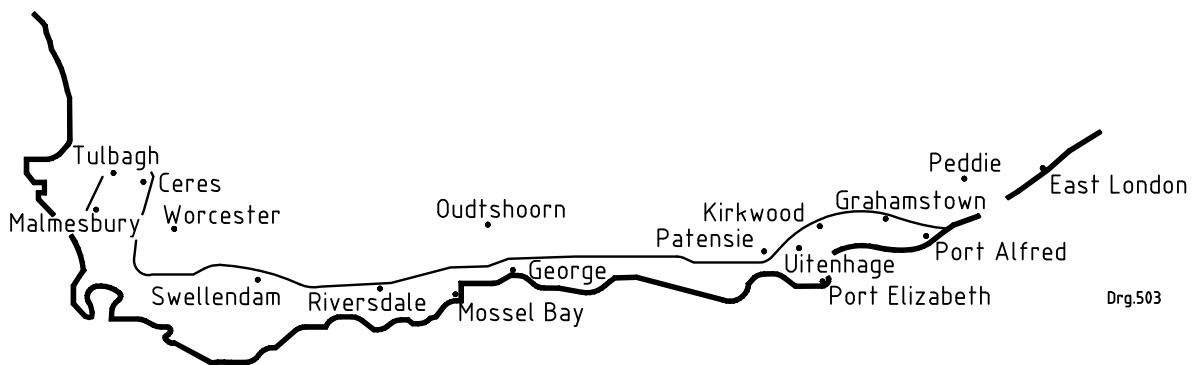 Tulbagh
Ceres
Malmesbury
Worcester
Swellendam
Riversdale
Oudtshoorn
George
Mossel Bay
Patensie
Kirkwood
Uitenhage
Port Elizabeth
Grahamstown
Port Alfred
Peddie
East London
Drg.503